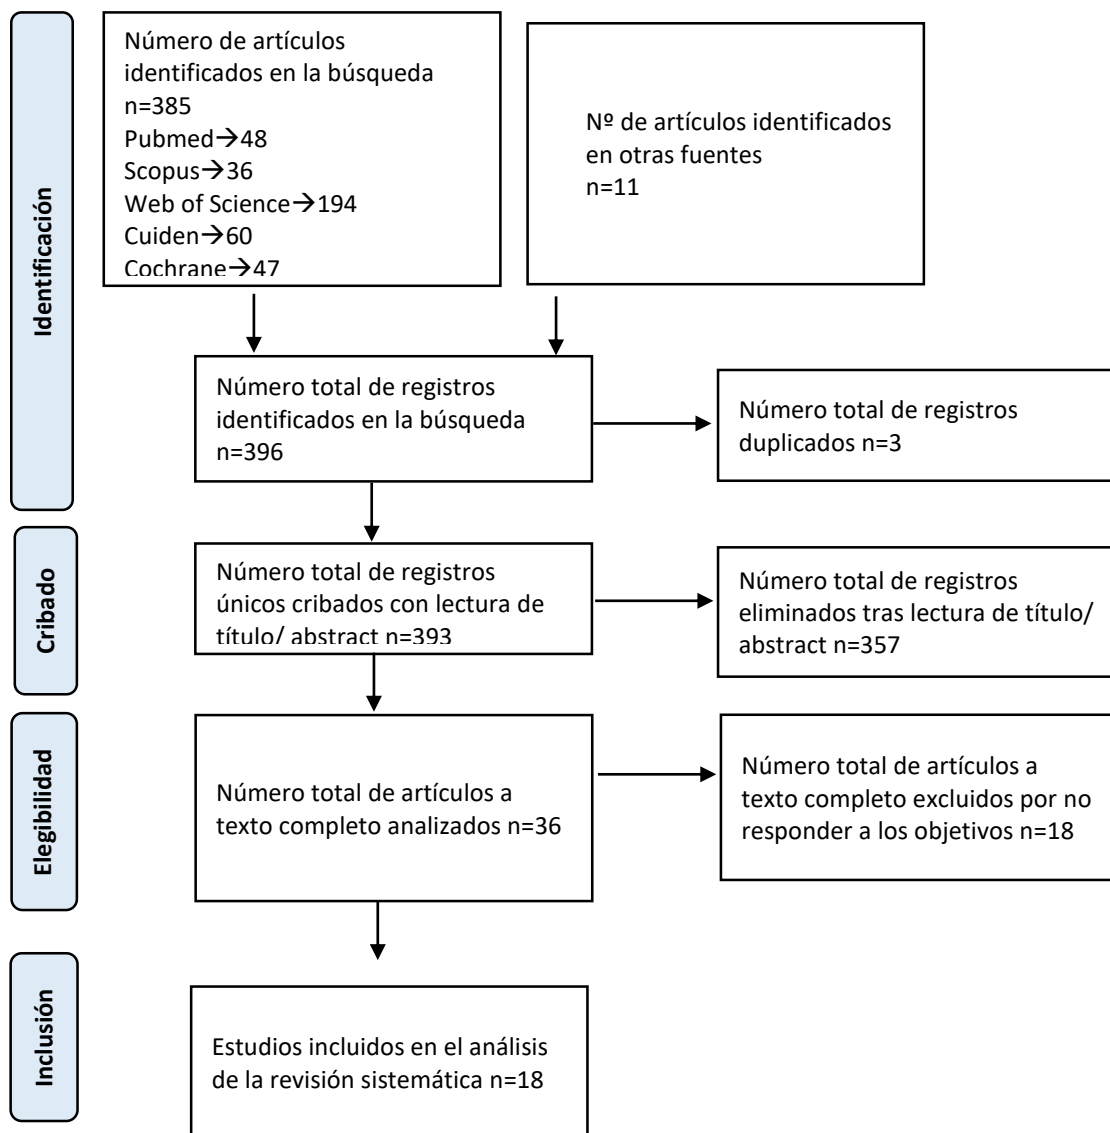 Identificación
Número de artículos
identificados en la búsqueda
n=385
Pubmed→48
Scopus→36
Web of Science→194
Cuiden→60
Cochrane→47
Nº de artículos identificados
en otras fuentes
n=11
Número total de registros
identificados en la búsqueda
n=396
Número total de registros
duplicados n=3
Cribado
Número total de registros
únicos cribados con lectura de
título/ abstract n=393
Número total de registros
eliminados tras lectura de título/
abstract n=357
Elegibilidad
Número total de artículos a
texto completo analizados n=36
Número total de artículos a
texto completo excluidos por no
responder a los objetivos n=18
Inclusión
Estudios incluidos en el análisis
de la revisión sistemática n=18